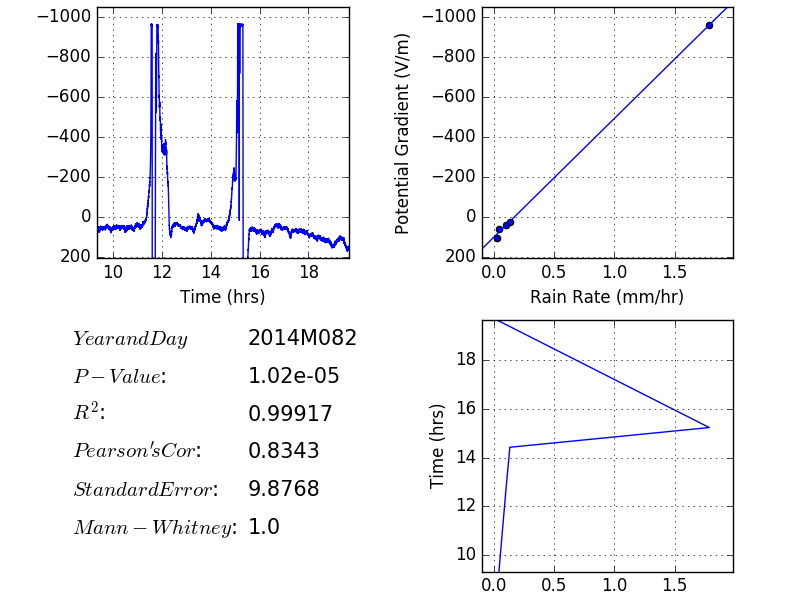 −1000
−800
−600
−400
−200
0
200
10 12 14 16 18
Time (hrs)
Potential Gradient (V/m)
−1000
−800
−600
−400
−200
0
200
0.0 0.5 1.0 1.5
Rain Rate (mm/hr)
YearandDay 2014M082
P−Value: 1.02e-05
R²: 0.99917
Pearson'sCor: 0.8343
StandardError: 9.8768
Mann−Whitney: 1.0
Time (hrs)
18
16
14
12
10
0.0 0.5 1.0 1.5